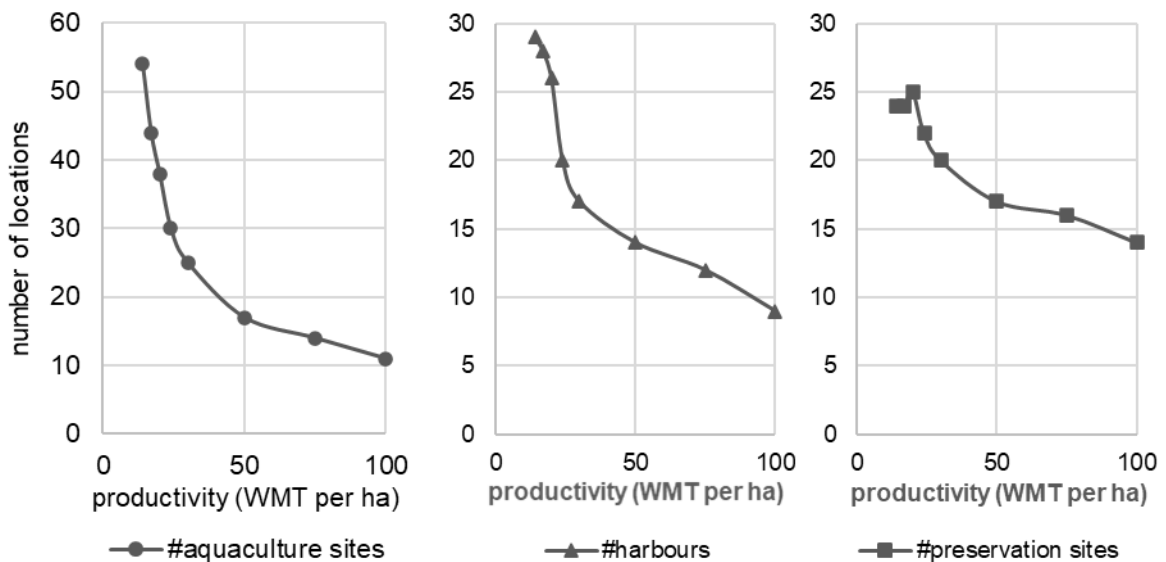 number of locations
60
50
40
30
20
10
0
0 50 100
productivity (WMT per ha)
#aquaculture sites
30
25
20
15
10
5
0
0 50 100
productivity (WMT per ha)
#harbours
30
25
20
15
10
5
0
0 50 100
productivity (WMT per ha)
#preservation sites